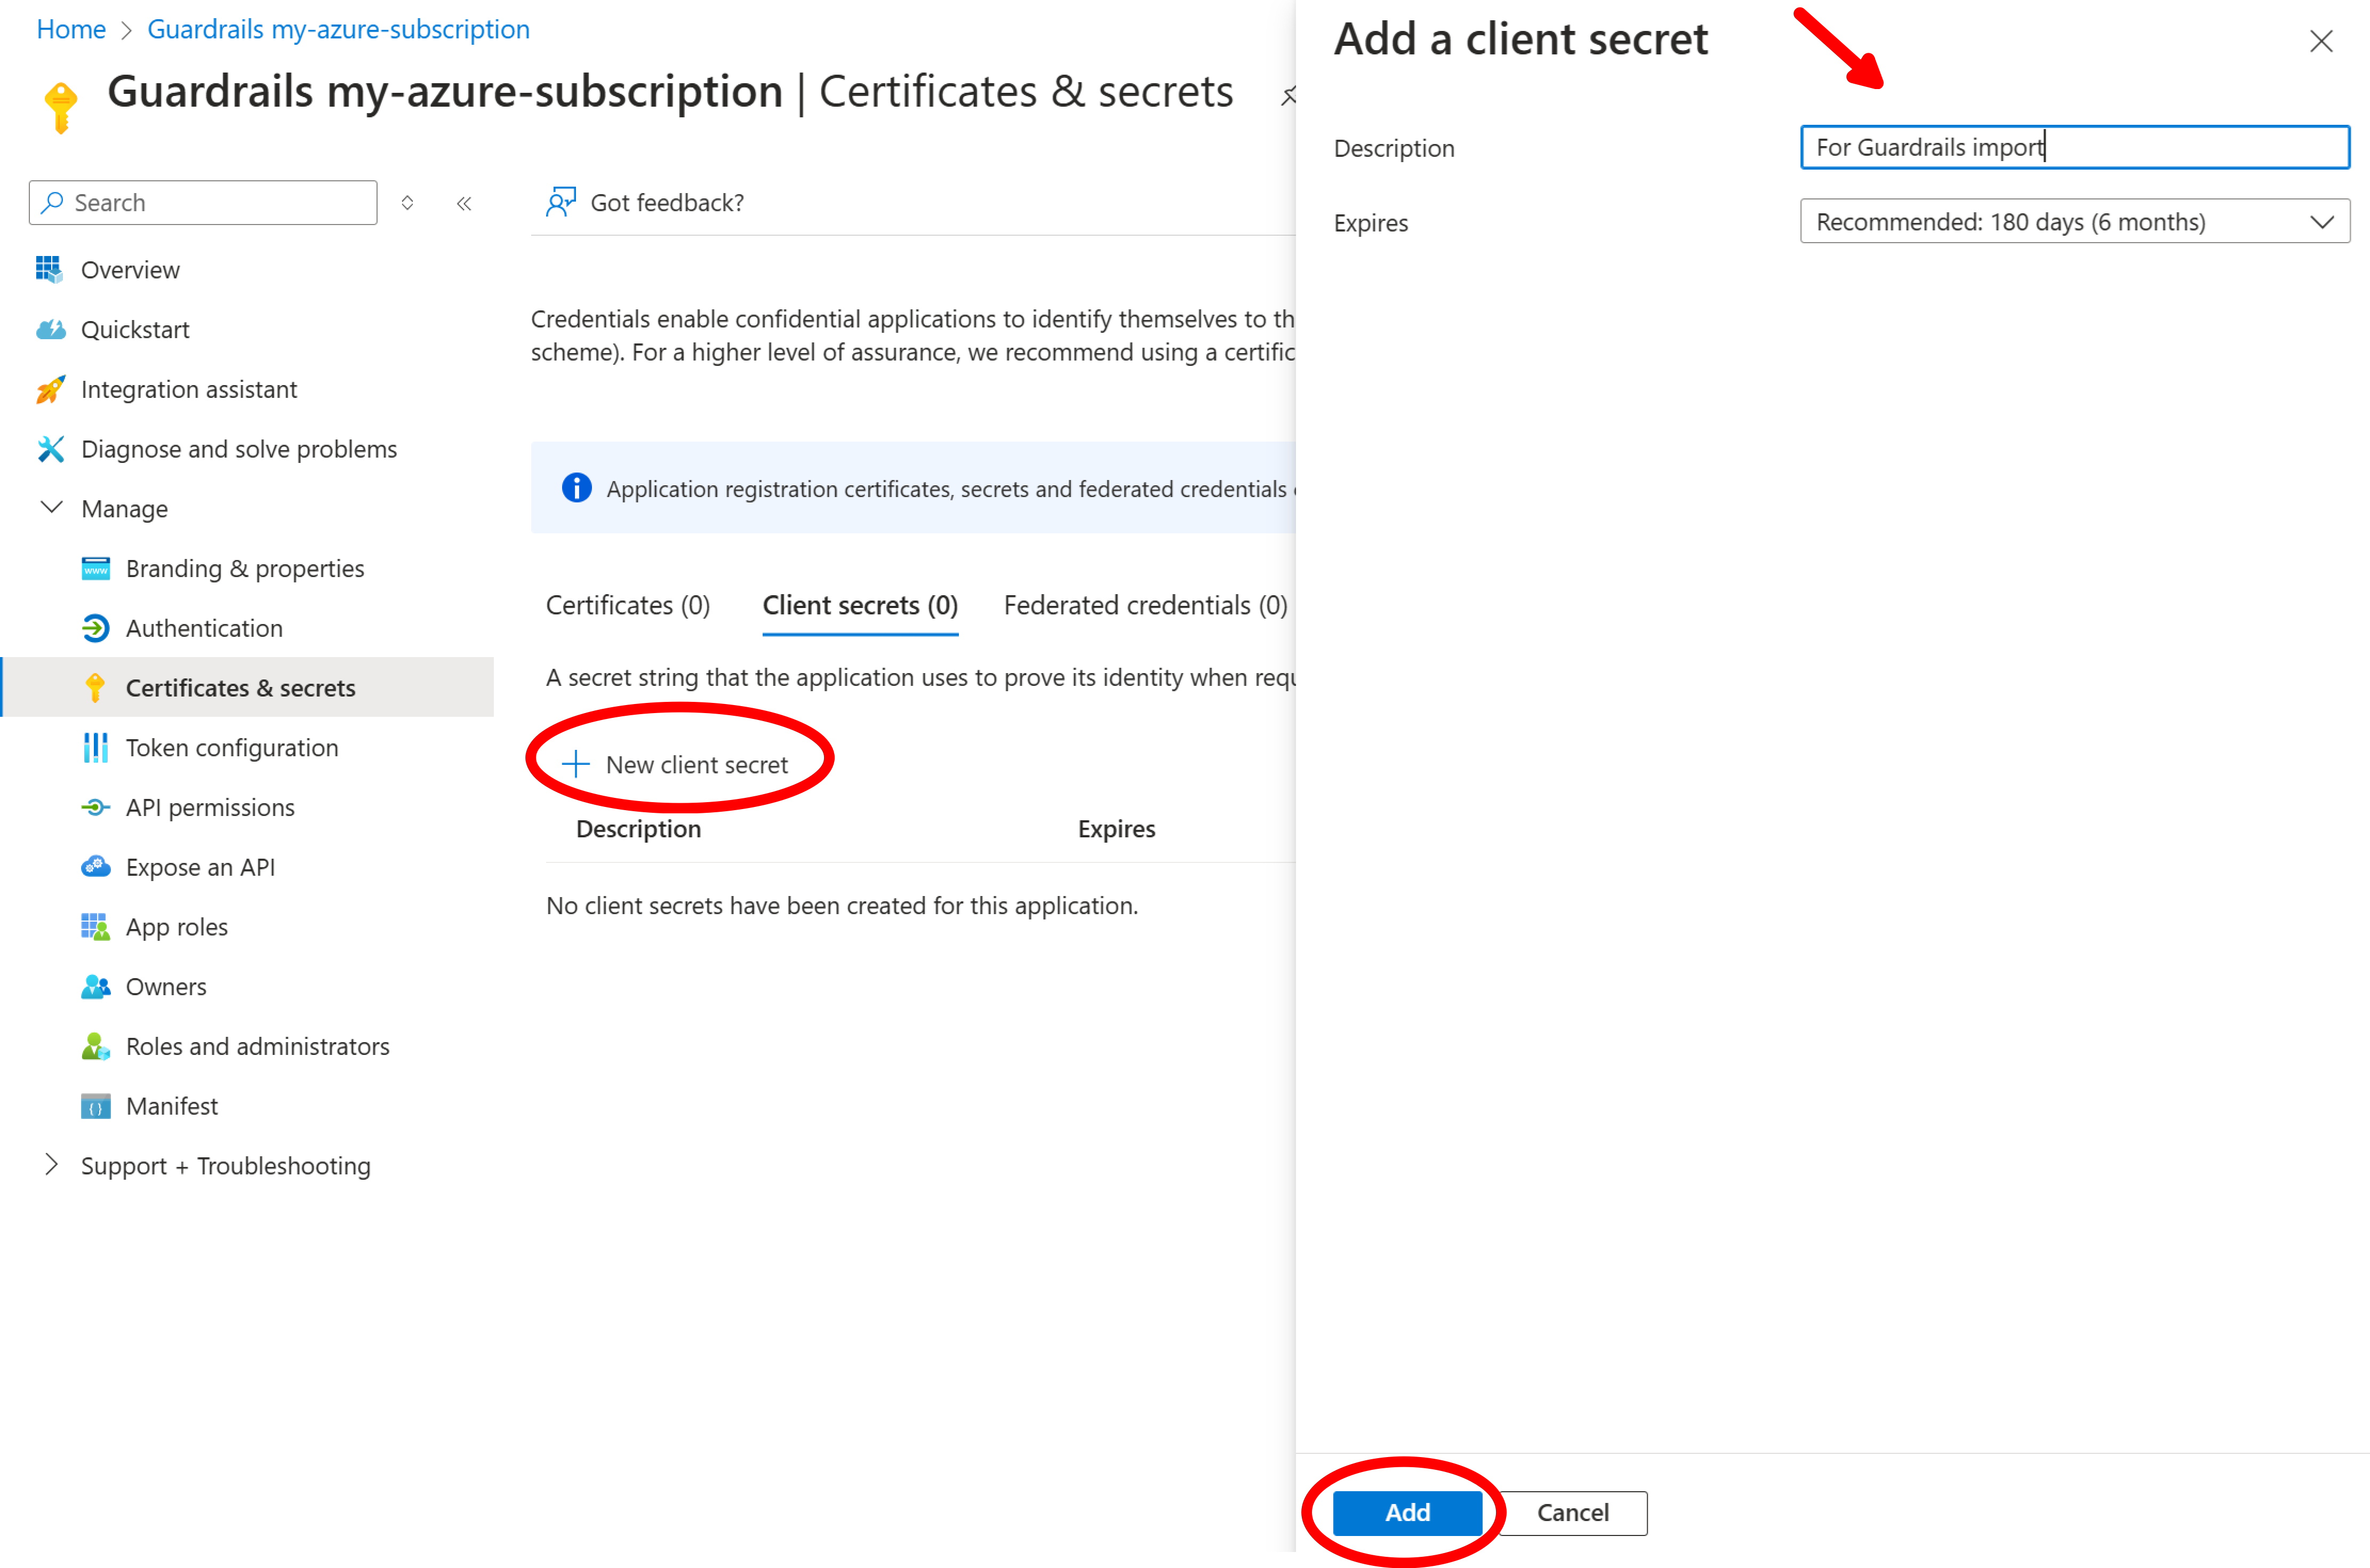 Home > Guardrails my-azure-subscription
Guardrails my-azure-subscription | Certificates & secrets
Search
Overview
Quickstart
Integration assistant
Diagnose and solve problems
Manage
Branding & properties
Authentication
Certificates & secrets
Token configuration
API permissions
Expose an API
App roles
Owners
Roles and administrators
Manifest
Support + Troubleshooting
Got feedback?
Credentials enable confidential applications to identify themselves to th
scheme). For a higher level of assurance, we recommend using a certific
Application registration certificates, secrets and federated credentials
Certificates (0) Client secrets (0) Federated credentials (0)
A secret string that the application uses to prove its identity when requ
New client secret
Description Expires
No client secrets have been created for this application.
Add a client secret
Description For Guardrails import
Expires Recommended: 180 days (6 months)
Add Cancel